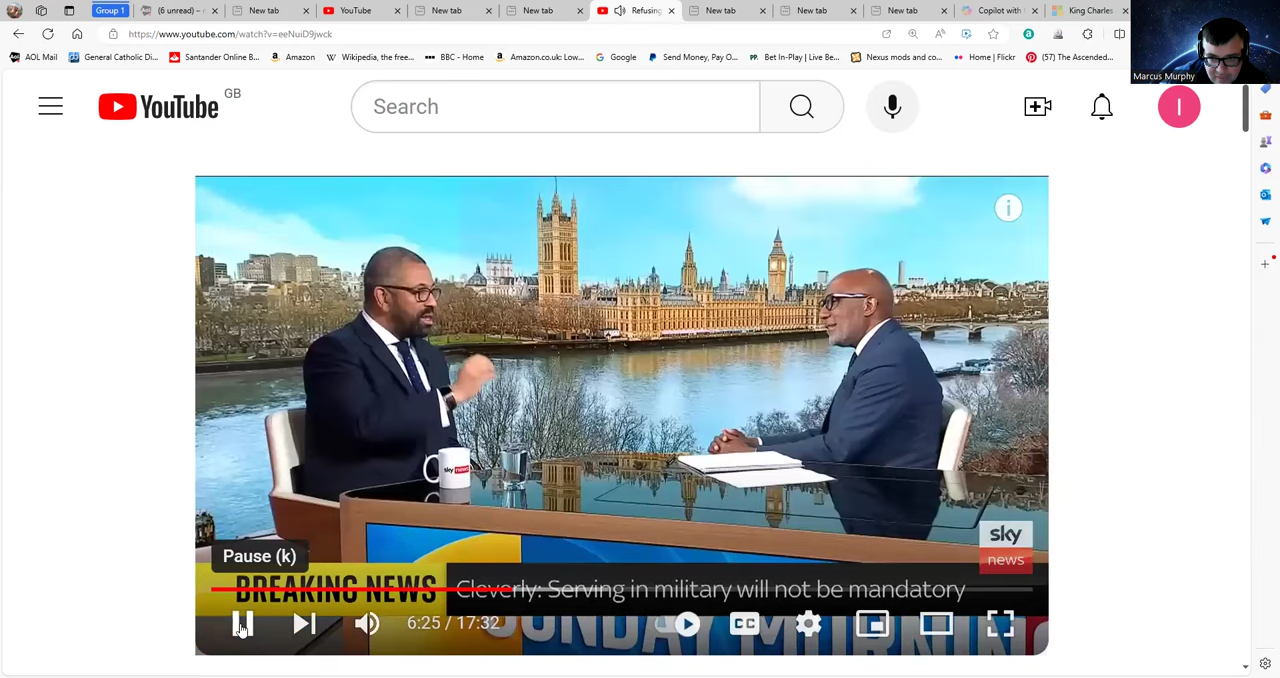 Group 1
(6 unread) –
New tab
YouTube
New tab
New tab
Refusing
New tab
New tab
New tab
Copilot with
King Charles
https://www.youtube.com/watch?v=eeNuiD9jwck
AOL Mail
General Catholic Di...
Santander Online B...
Amazon
Wikipedia, the free...
BBC - Home
Amazon.co.uk: Low...
Google
Send Money, Pay O...
Bet In-Play | Live Be...
Nexus mods and co...
Home | Flickr
(57) The Ascended...
Marcus Murphy
YouTube
GB
Search
I
sky news
sky
news
Pause (k)
BREAKING NEWS
Cleverly: Serving in military will not be mandatory
6:25 / 17:32
CC
SUNDAY MORNIN